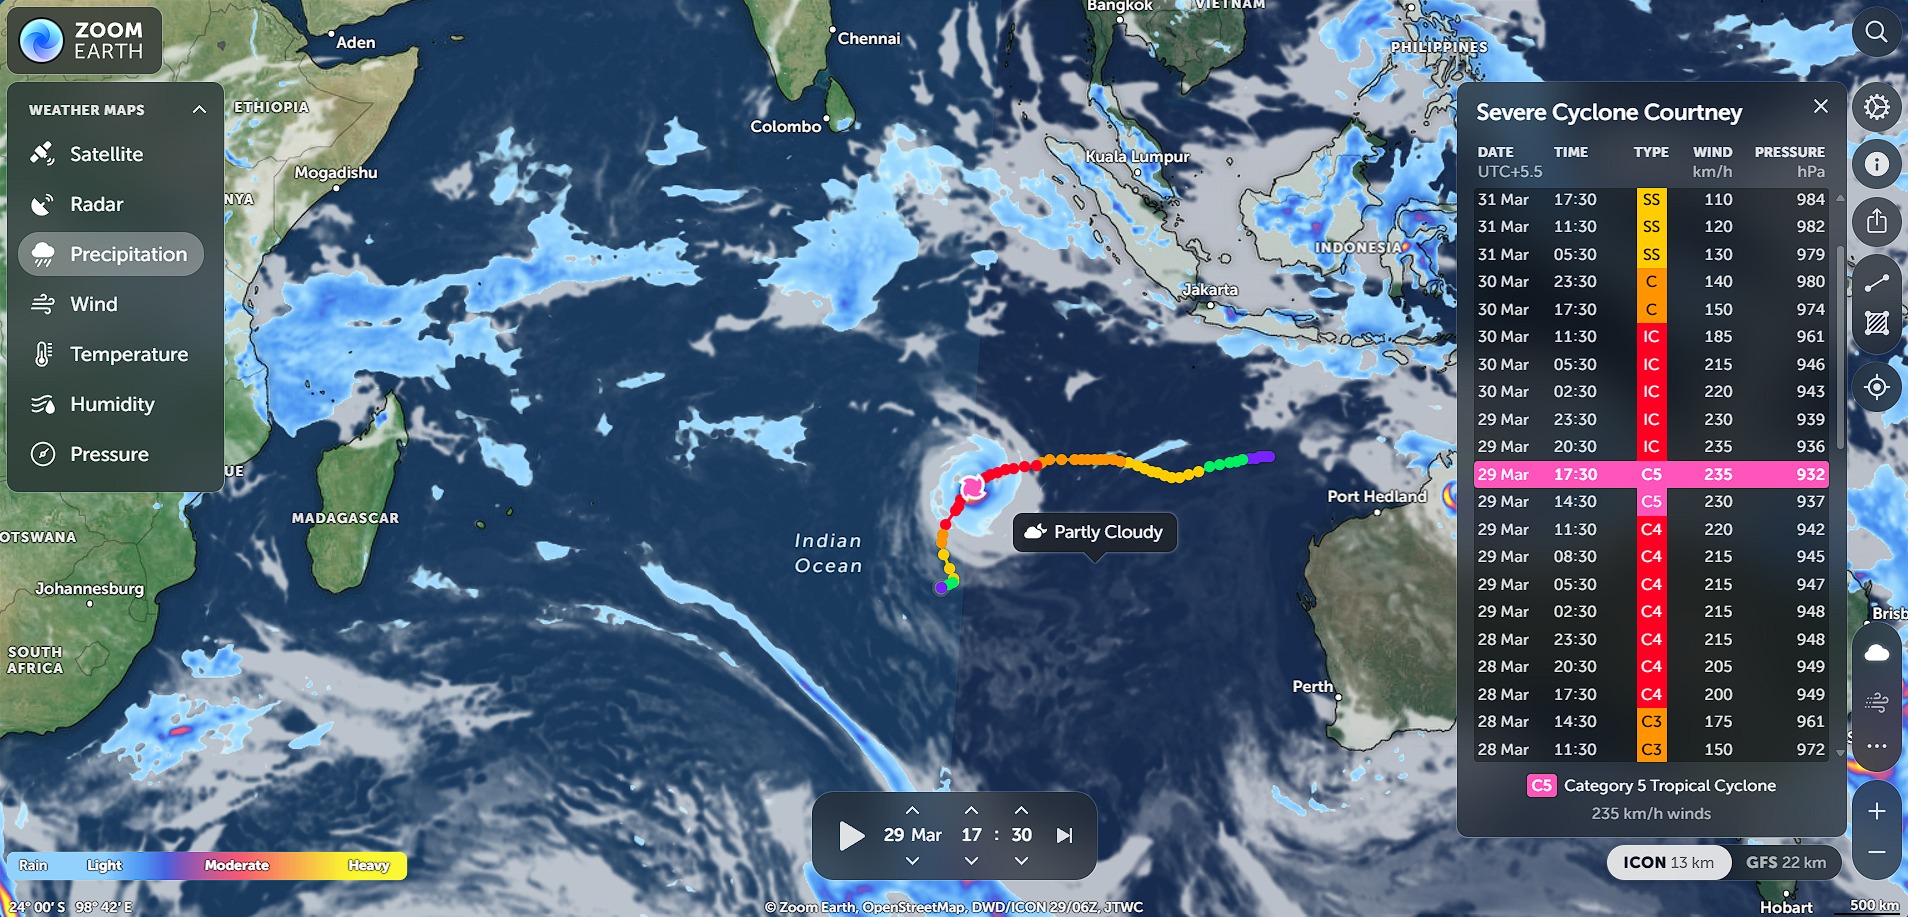 ZOOM
EARTH
WEATHER MAPS
Satellite
Radar
Precipitation
Wind
Temperature
Humidity
Pressure
Aden
ETHIOPIA
Mogadishu
NYA
UE
MADAGASCAR
OTSWANA
Johannesburg
SOUTH
AFRICA
Chennai
Colombo
Bangkok
VIETNAM
PHILIPPINES
Kuala Lumpur
INDONESIA
Jakarta
Port Hedland
Perth
Brisb
Hobart
Indian
Ocean
Partly Cloudy
Severe Cyclone Courtney
DATE TIME TYPE WIND PRESSURE
UTC+5.5 km/h hPa
31 Mar 17:30 SS 110 984
31 Mar 11:30 SS 120 982
31 Mar 05:30 SS 130 979
30 Mar 23:30 C 140 980
30 Mar 17:30 C 150 974
30 Mar 11:30 IC 185 961
30 Mar 05:30 IC 215 946
30 Mar 02:30 IC 220 943
29 Mar 23:30 IC 230 939
29 Mar 20:30 IC 235 936
29 Mar 17:30 C5 235 932
29 Mar 14:30 C5 230 937
29 Mar 11:30 C4 220 942
29 Mar 08:30 C4 215 945
29 Mar 05:30 C4 215 947
29 Mar 02:30 C4 215 948
28 Mar 23:30 C4 215 948
28 Mar 20:30 C4 205 949
28 Mar 17:30 C4 200 949
28 Mar 14:30 C3 175 961
28 Mar 11:30 C3 150 972
C5 Category 5 Tropical Cyclone
235 km/h winds
29 Mar 17 : 30
Rain Light Moderate Heavy
ICON 13 km GFS 22 km
24° 00′ S 98° 42′ E
© Zoom Earth, OpenStreetMap, DWD/ICON 29/06Z, JTWC
500 km